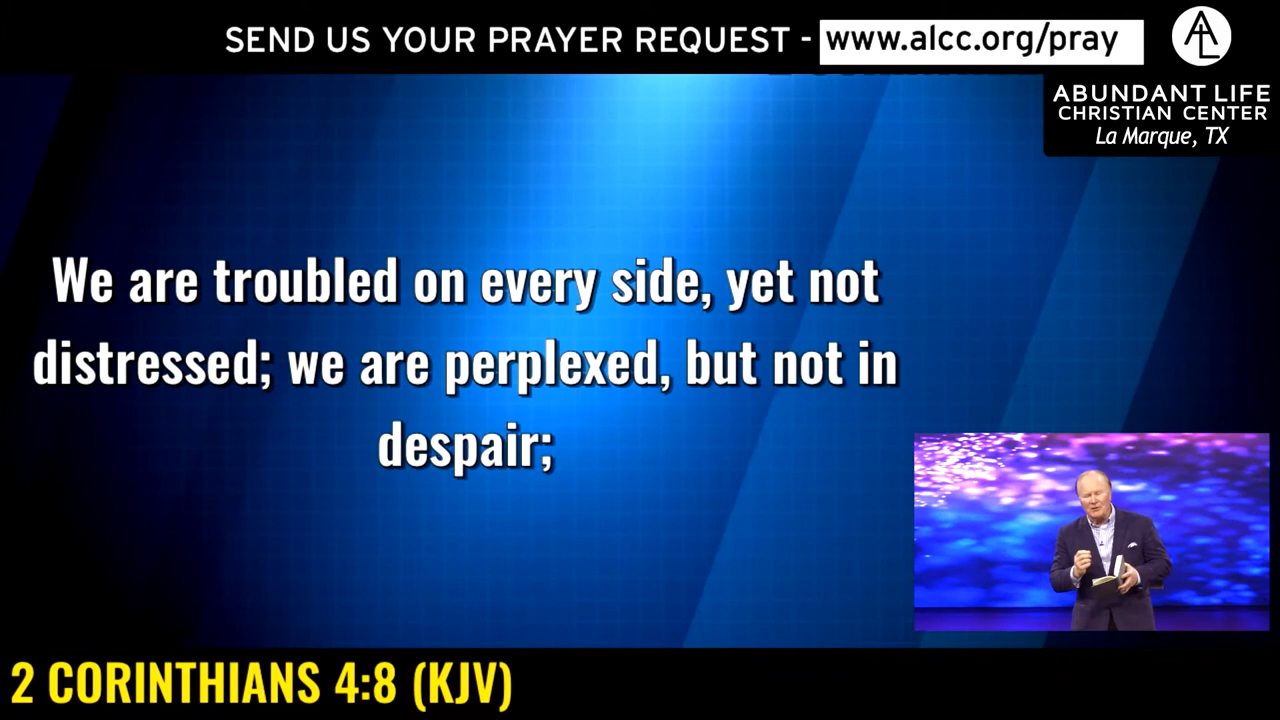 SEND US YOUR PRAYER REQUEST - www.alcc.org/pray
AL
ABUNDANT LIFE
CHRISTIAN CENTER
La Marque, TX
We are troubled on every side, yet not
distressed; we are perplexed, but not in
despair;
2 CORINTHIANS 4:8 (KJV)